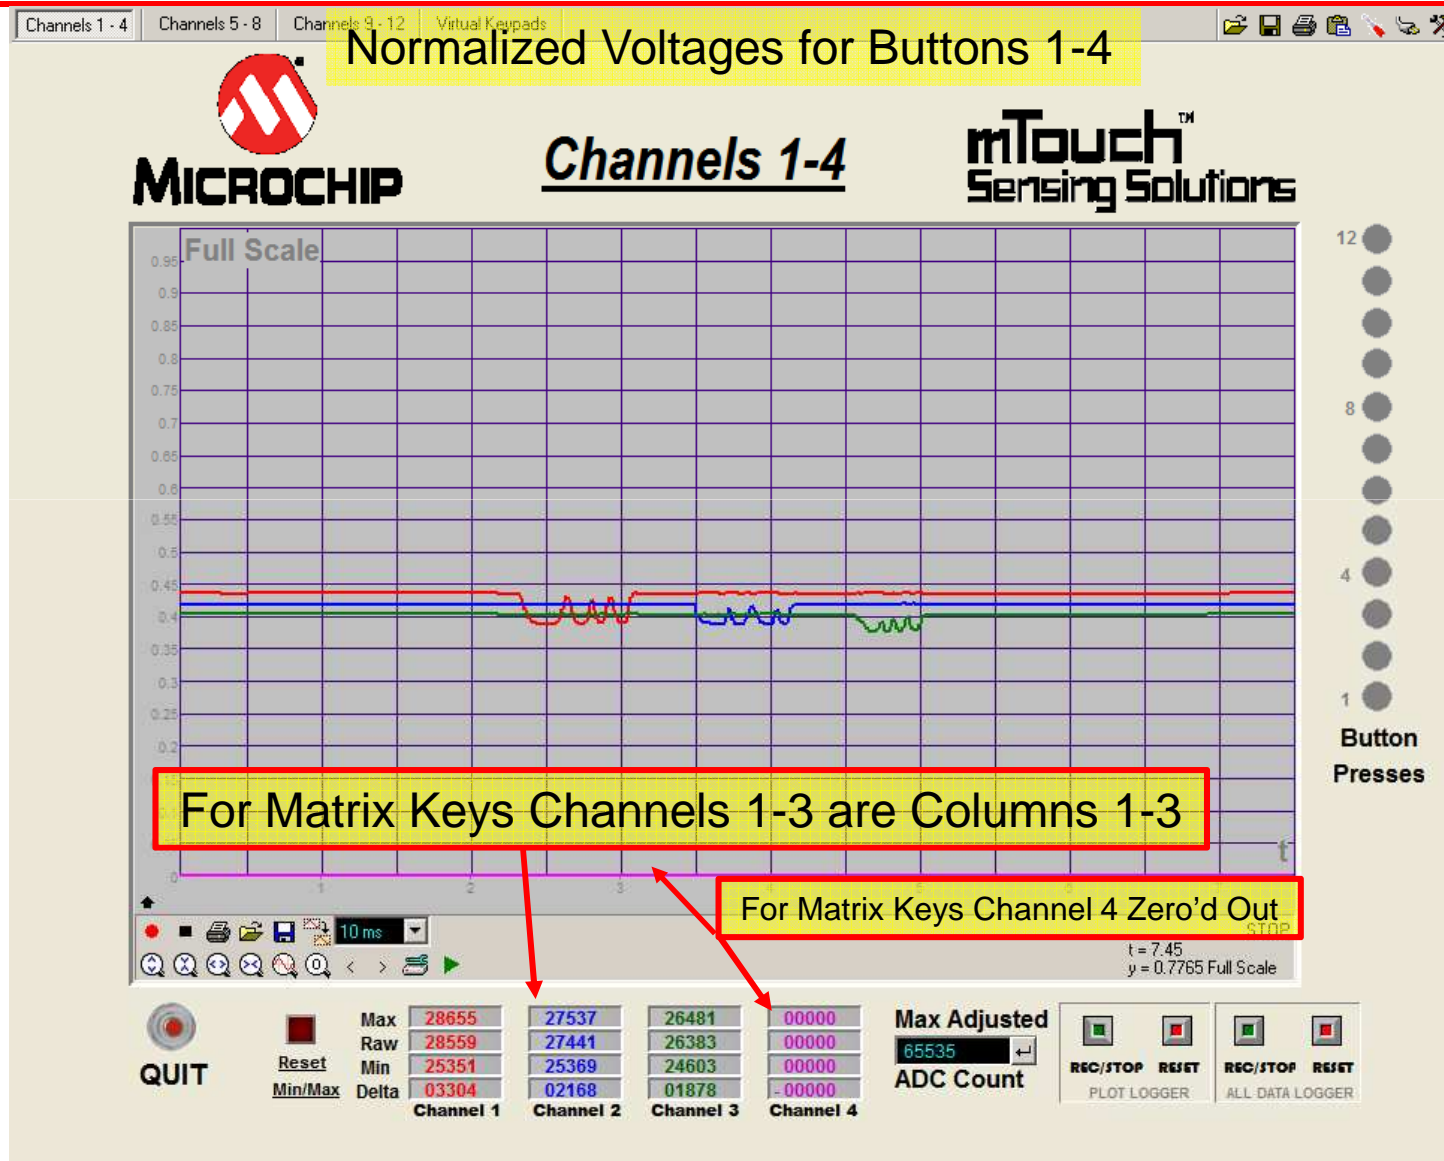 Channels 1 - 4 Channels 5 - 8 Channels 9 - 12 Virtual Keypads
Normalized Voltages for Buttons 1-4
MICROCHIP
Channels 1-4
mTouch™
Sensing Solutions
Full Scale
0.95
0.9
0.85
0.8
0.75
0.7
0.65
0.6
0.55
0.5
0.45
0.4
0.35
0.3
0.25
0.2
0
1 2 3
t
12
8
4
1
Button
Presses
For Matrix Keys Channels 1-3 are Columns 1-3
For Matrix Keys Channel 4 Zero'd Out
STOP
10 ms
t = 7.45
y = 0.7765 Full Scale
QUIT
Reset
Min/Max
Max 28655 27537 26481 00000
Raw 28559 27441 26383 00000
Min 25351 25369 24603 00000
Delta 03304 02168 01878 -00000
Channel 1 Channel 2 Channel 3 Channel 4
Max Adjusted
65535
ADC Count
REC/STOP RESET REC/STOP RESET
PLOT LOGGER ALL DATA LOGGER